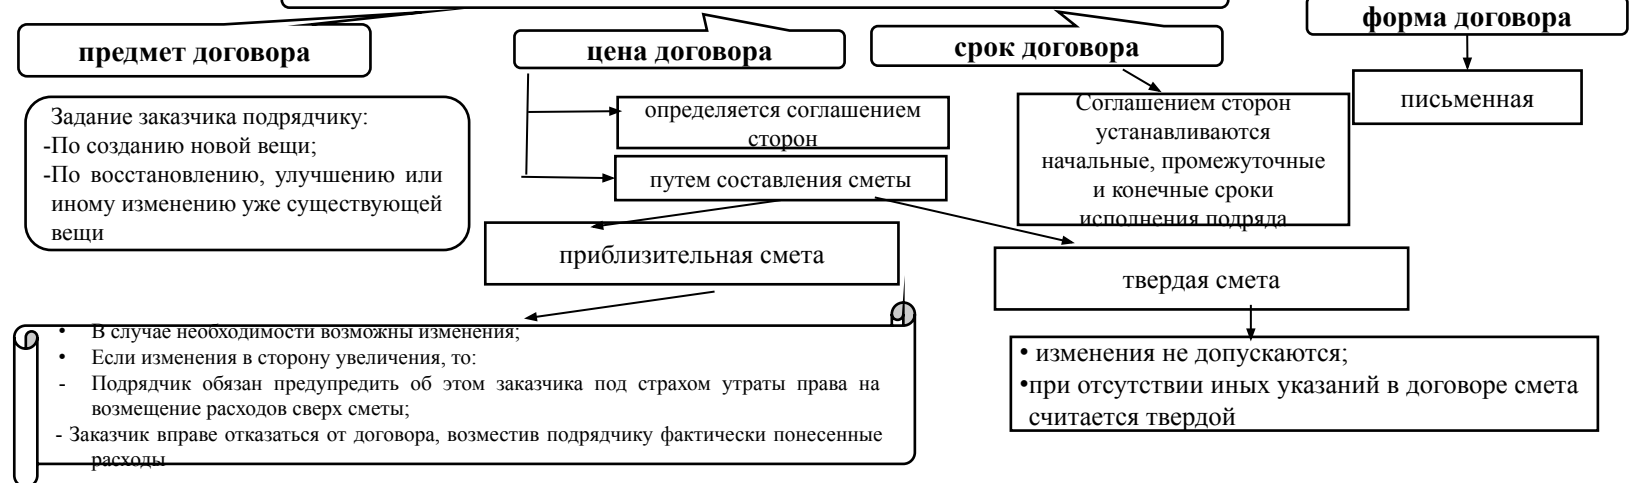 форма договора
предмет договора
цена договора
срок договора
письменная
Задание заказчика подрядчику:
-По созданию новой вещи;
-По восстановлению, улучшению или
иному изменению уже существующей
вещи
определяется соглашением
сторон
путем составления сметы
Соглашением сторон
устанавливаются
начальные, промежуточные
и конечные сроки
исполнения подряда
приблизительная смета
твердая смета
• В случае необходимости возможны изменения;
• Если изменения в сторону увеличения, то:
- Подрядчик обязан предупредить об этом заказчика под страхом утраты права на
возмещение расходов сверх сметы;
- Заказчик вправе отказаться от договора, возместив подрядчику фактически понесенные
расходы
• изменения не допускаются;
•при отсутствии иных указаний в договоре смета
считается твердой